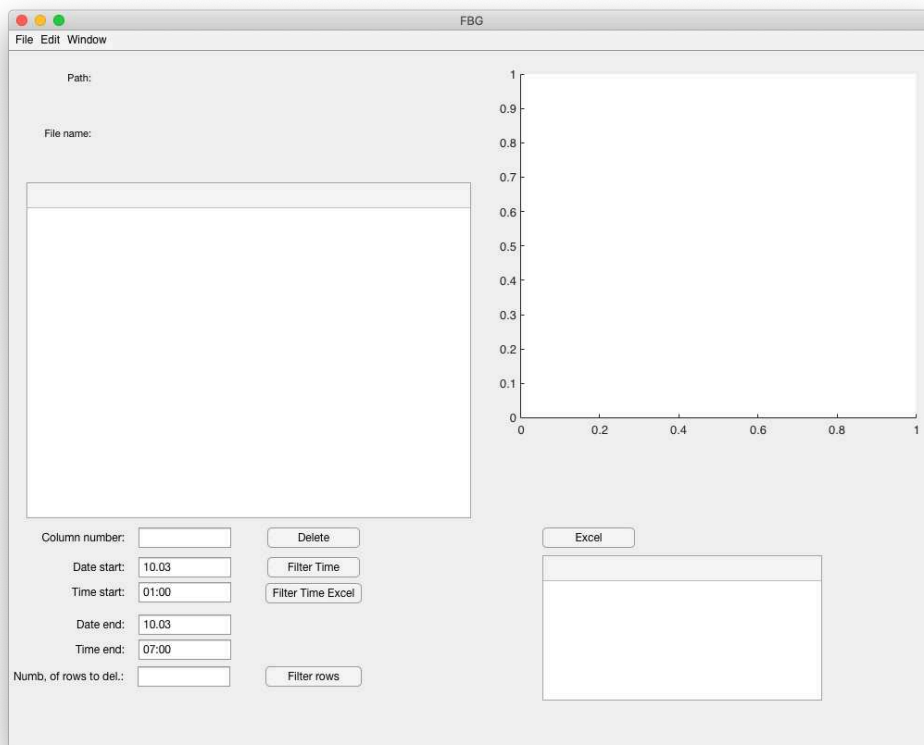 FBG
File Edit Window
Path:
File name:
1
0.9
0.8
0.7
0.6
0.5
0.4
0.3
0.2
0.1
0
0 0.2 0.4 0.6 0.8 1
Column number: Delete
Date start: 10.03 Filter Time
Time start: 01:00 Filter Time Excel
Date end: 10.03
Time end: 07:00
Numb, of rows to del.: Filter rows
Excel